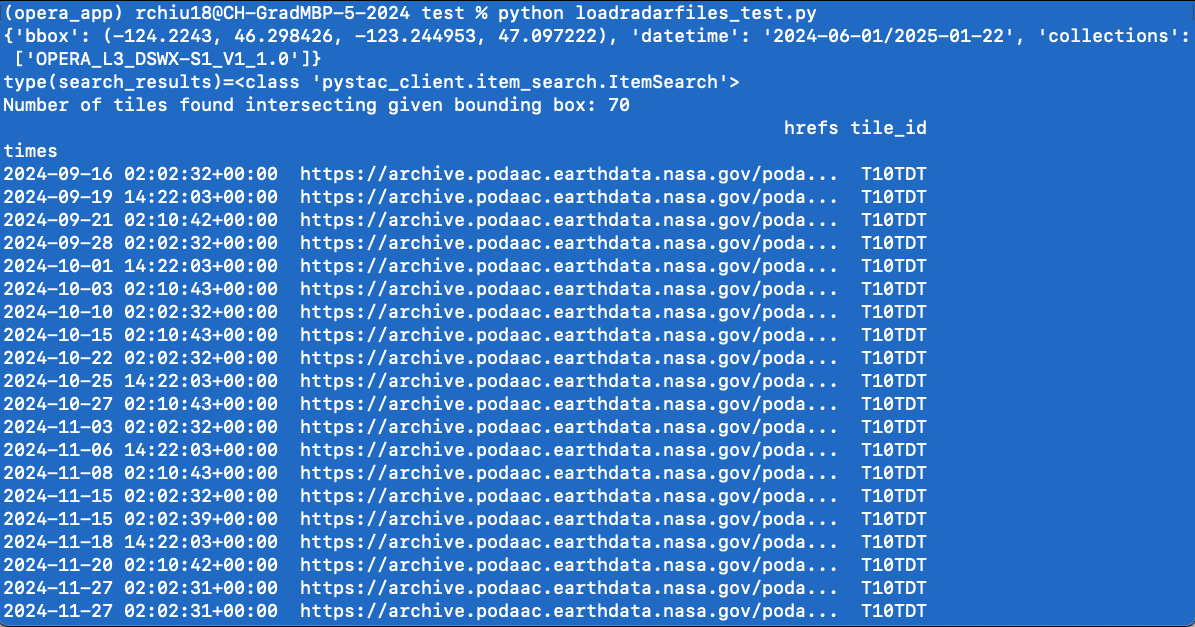 (opera_app) rchiu18@CH-GradMBP-5-2024 test % python loadradarfiles_test.py
{'bbox': (-124.2243, 46.298426, -123.244953, 47.097222), 'datetime': '2024-06-01/2025-01-22', 'collections':
['OPERA_L3_DSWX-S1_V1_1.0']}
type(search_results)=<class 'pystac_client.item_search.ItemSearch'>
Number of tiles found intersecting given bounding box: 70
hrefs tile_id
times
2024-09-16 02:02:32+00:00  https://archive.podaac.earthdata.nasa.gov/poda...  T10TDT
2024-09-19 14:22:03+00:00  https://archive.podaac.earthdata.nasa.gov/poda...  T10TDT
2024-09-21 02:10:42+00:00  https://archive.podaac.earthdata.nasa.gov/poda...  T10TDT
2024-09-28 02:02:32+00:00  https://archive.podaac.earthdata.nasa.gov/poda...  T10TDT
2024-10-01 14:22:03+00:00  https://archive.podaac.earthdata.nasa.gov/poda...  T10TDT
2024-10-03 02:10:43+00:00  https://archive.podaac.earthdata.nasa.gov/poda...  T10TDT
2024-10-10 02:02:32+00:00  https://archive.podaac.earthdata.nasa.gov/poda...  T10TDT
2024-10-15 02:10:43+00:00  https://archive.podaac.earthdata.nasa.gov/poda...  T10TDT
2024-10-22 02:02:32+00:00  https://archive.podaac.earthdata.nasa.gov/poda...  T10TDT
2024-10-25 14:22:03+00:00  https://archive.podaac.earthdata.nasa.gov/poda...  T10TDT
2024-10-27 02:10:43+00:00  https://archive.podaac.earthdata.nasa.gov/poda...  T10TDT
2024-11-03 02:02:32+00:00  https://archive.podaac.earthdata.nasa.gov/poda...  T10TDT
2024-11-06 14:22:03+00:00  https://archive.podaac.earthdata.nasa.gov/poda...  T10TDT
2024-11-08 02:10:43+00:00  https://archive.podaac.earthdata.nasa.gov/poda...  T10TDT
2024-11-15 02:02:32+00:00  https://archive.podaac.earthdata.nasa.gov/poda...  T10TDT
2024-11-15 02:02:39+00:00  https://archive.podaac.earthdata.nasa.gov/poda...  T10TDT
2024-11-18 14:22:03+00:00  https://archive.podaac.earthdata.nasa.gov/poda...  T10TDT
2024-11-20 02:10:42+00:00  https://archive.podaac.earthdata.nasa.gov/poda...  T10TDT
2024-11-27 02:02:31+00:00  https://archive.podaac.earthdata.nasa.gov/poda...  T10TDT
2024-11-27 02:02:31+00:00  https://archive.podaac.earthdata.nasa.gov/poda...  T10TDT